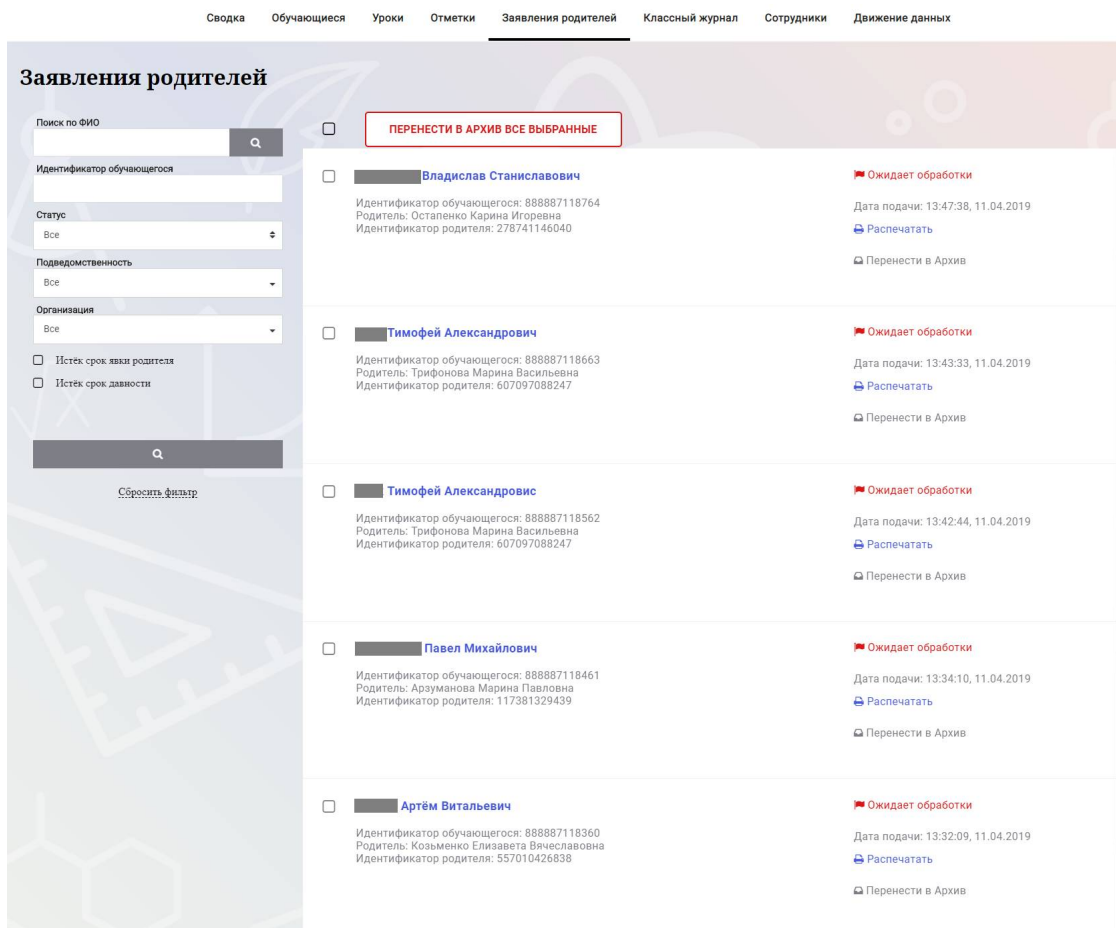 Сводка Обучающиеся Уроки Отметки Заявления родителей Классный журнал Сотрудники Движение данных
Заявления родителей
Поиск по ФИО
Идентификатор обучающегося
Статус
Все
Подведомственность
Все
Организация
Все
Истёк срок явки родителя
Истёк срок давности
Сбросить фильтр
ПЕРЕНЕСТИ В АРХИВ ВСЕ ВЫБРАННЫЕ
Владислав Станиславович
Идентификатор обучающегося: 888887118764
Родитель: Остапенко Карина Игоревна
Идентификатор родителя: 278741146040
Ожидает обработки
Дата подачи: 13:47:38, 11.04.2019
Распечатать
Перенести в Архив
Тимофей Александрович
Идентификатор обучающегося: 888887118663
Родитель: Трифонова Марина Васильевна
Идентификатор родителя: 607097088247
Ожидает обработки
Дата подачи: 13:43:33, 11.04.2019
Распечатать
Перенести в Архив
Тимофей Александровис
Идентификатор обучающегося: 888887118562
Родитель: Трифонова Марина Васильевна
Идентификатор родителя: 607097088247
Ожидает обработки
Дата подачи: 13:42:44, 11.04.2019
Распечатать
Перенести в Архив
Павел Михайлович
Идентификатор обучающегося: 888887118461
Родитель: Арзуманова Марина Павловна
Идентификатор родителя: 117381329439
Ожидает обработки
Дата подачи: 13:34:10, 11.04.2019
Распечатать
Перенести в Архив
Артём Витальевич
Идентификатор обучающегося: 888887118360
Родитель: Козьменко Елизавета Вячеславовна
Идентификатор родителя: 557010426838
Ожидает обработки
Дата подачи: 13:32:09, 11.04.2019
Распечатать
Перенести в Архив